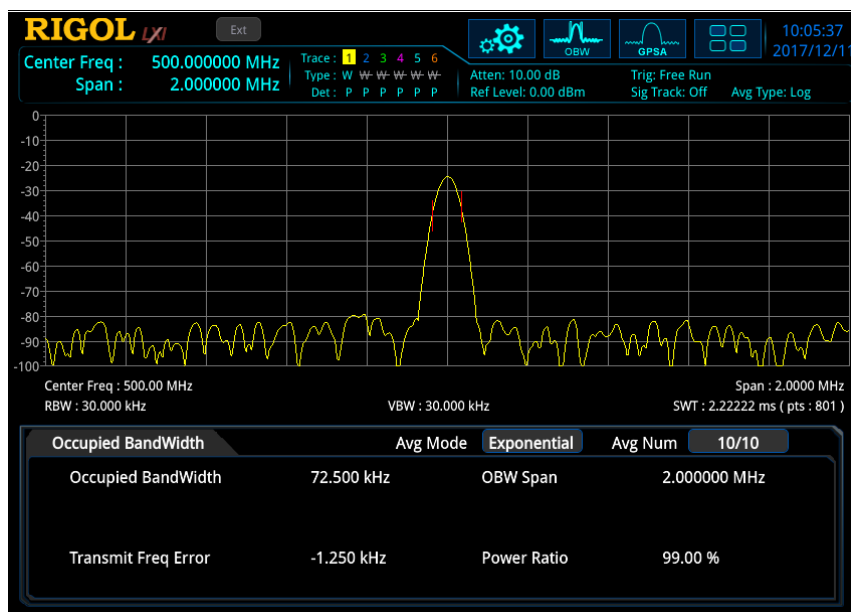 RIGOL LXI Ext
10:05:37
OBW GPSA
2017/12/11
Center Freq : 500.000000 MHz
Span : 2.000000 MHz
Trace : 1 2 3 4 5 6
Type : W W W W W W
Det : P P P P P P
Atten: 10.00 dB
Ref Level: 0.00 dBm
Trig: Free Run
Sig Track: Off Avg Type: Log
0
-10
-20
-30
-40
-50
-60
-70
-80
-90
-100
Center Freq : 500.00 MHz Span : 2.0000 MHz
RBW : 30.000 kHz VBW : 30.000 kHz SWT : 2.22222 ms ( pts : 801 )
Occupied BandWidth Avg Mode Exponential Avg Num 10/10
Occupied BandWidth 72.500 kHz OBW Span 2.000000 MHz
Transmit Freq Error -1.250 kHz Power Ratio 99.00 %